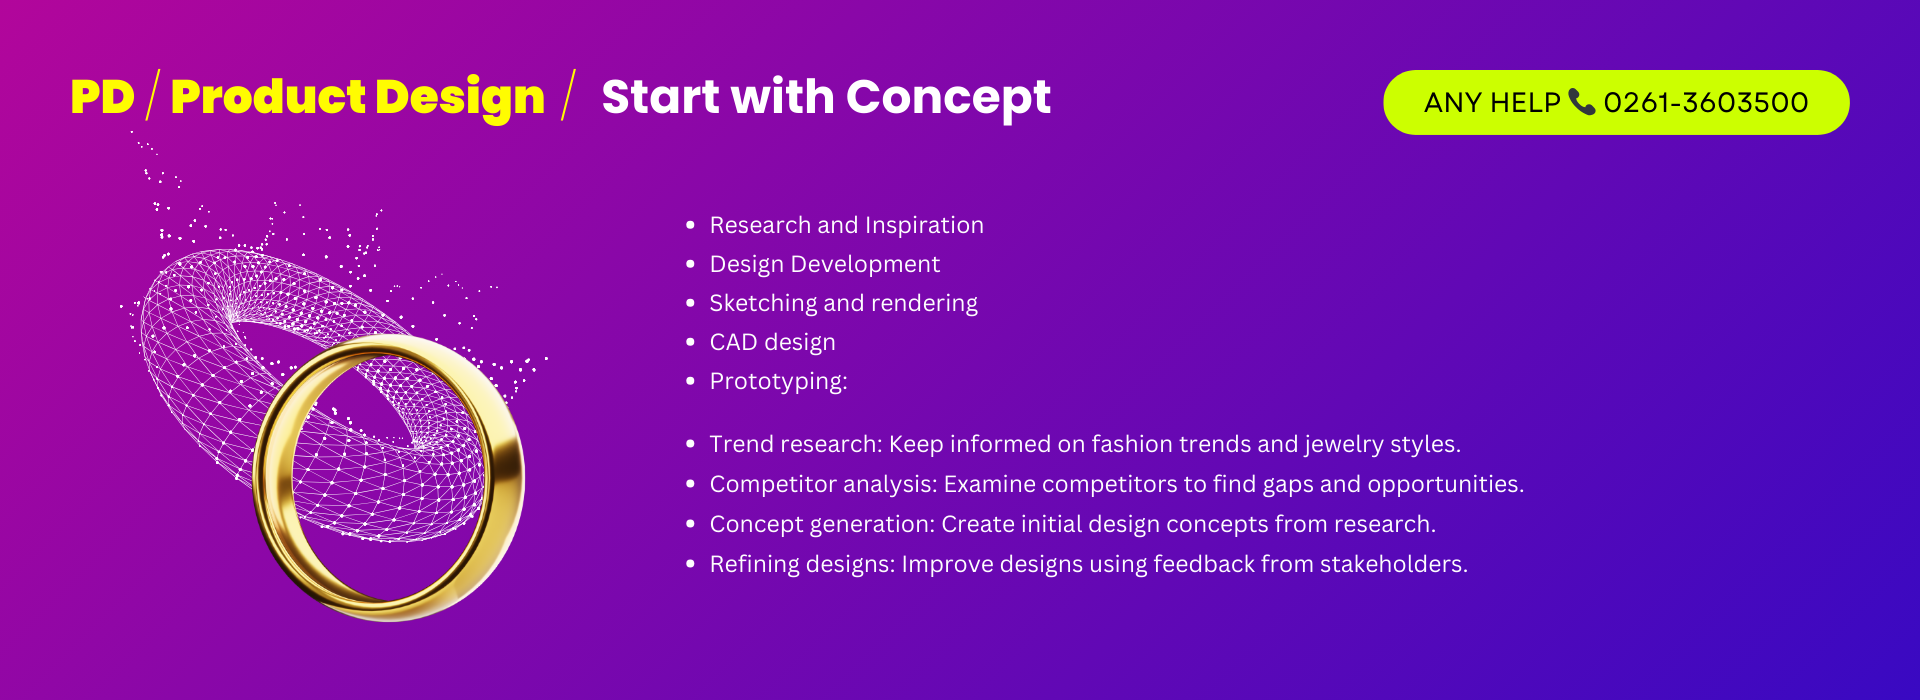 PD / Product Design / Start with Concept
ANY HELP 📞 0261-3603500
• Research and Inspiration
• Design Development
• Sketching and rendering
• CAD design
• Prototyping:
• Trend research: Keep informed on fashion trends and jewelry styles.
• Competitor analysis: Examine competitors to find gaps and opportunities.
• Concept generation: Create initial design concepts from research.
• Refining designs: Improve designs using feedback from stakeholders.